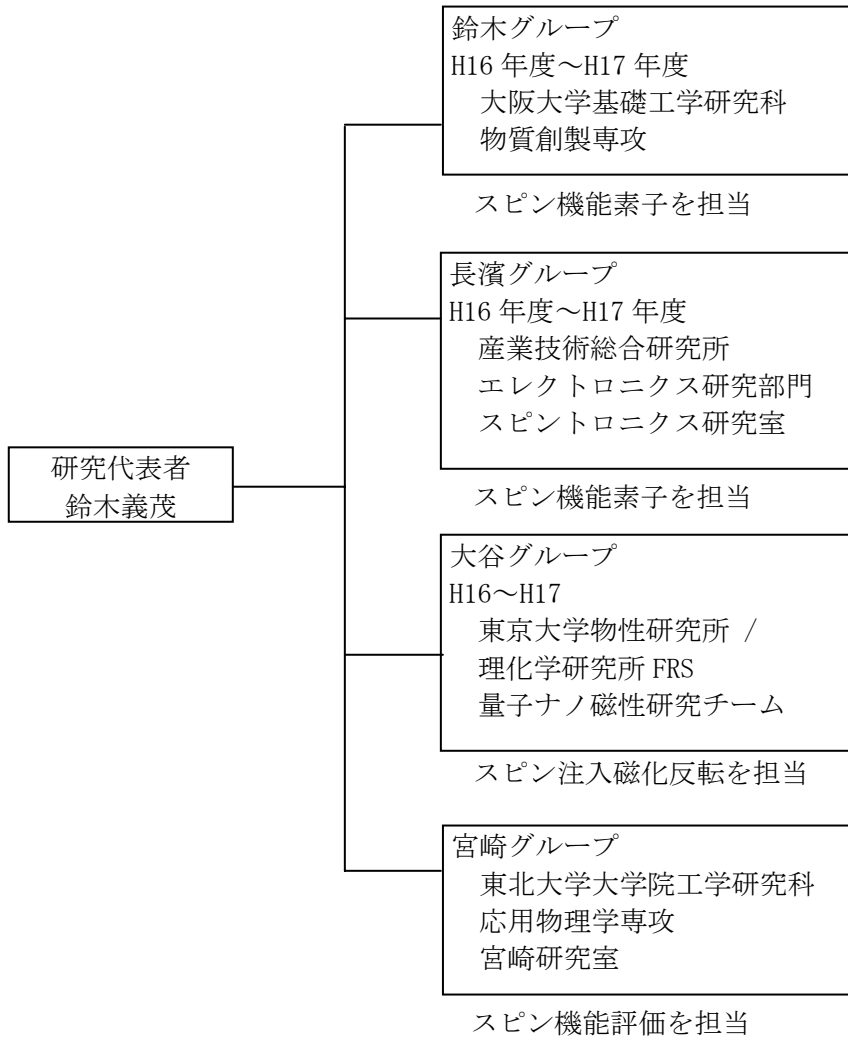 鈴木グループ
H16 年度～H17 年度
大阪大学基礎工学研究科
物質創製専攻
スピン機能素子を担当
長濱グループ
H16 年度～H17 年度
産業技術総合研究所
エレクトロニクス研究部門
スピントロニクス研究室
スピン機能素子を担当
研究代表者
鈴木義茂
大谷グループ
H16～H17
東京大学物性研究所 /
理化学研究所 FRS
量子ナノ磁性研究チーム
スピン注入磁化反転を担当
宮崎グループ
東北大学大学院工学研究科
応用物理学専攻
宮崎研究室
スピン機能評価を担当